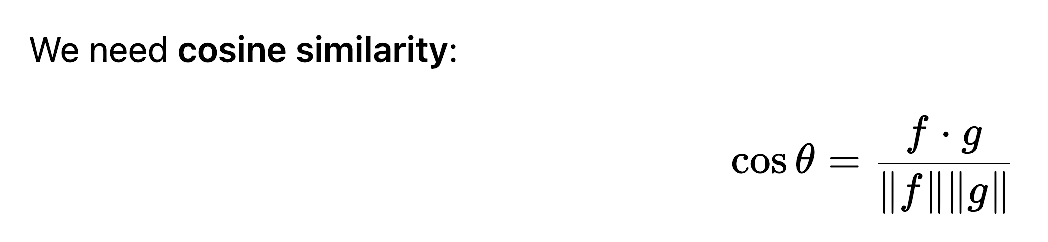 We need cosine similarity:
cos θ = f · g / ‖f‖‖g‖